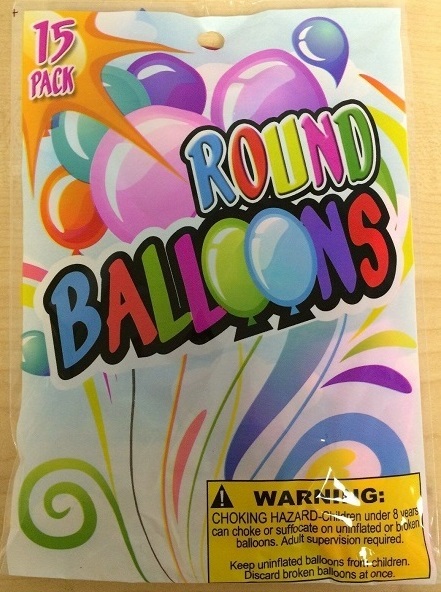 15
PACK
ROUND
BALLOONS
WARNING:
CHOKING HAZARD-Children under 8 years
can choke or suffocate on uninflated or broken
balloons. Adult supervision required.
Keep uninflated balloons from children.
Discard broken balloons at once.